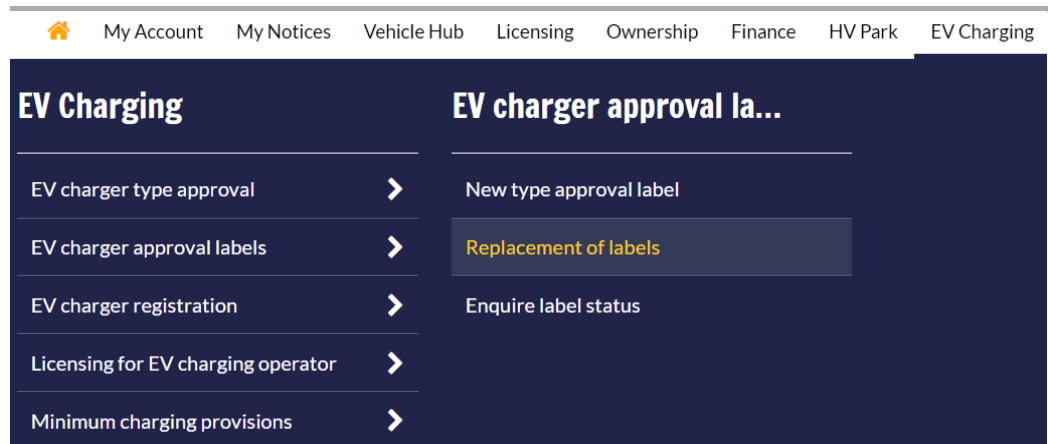 My Account My Notices Vehicle Hub Licensing Ownership Finance HV Park EV Charging
EV Charging
EV charger type approval
EV charger approval labels
EV charger registration
Licensing for EV charging operator
Minimum charging provisions
EV charger approval la...
New type approval label
Replacement of labels
Enquire label status